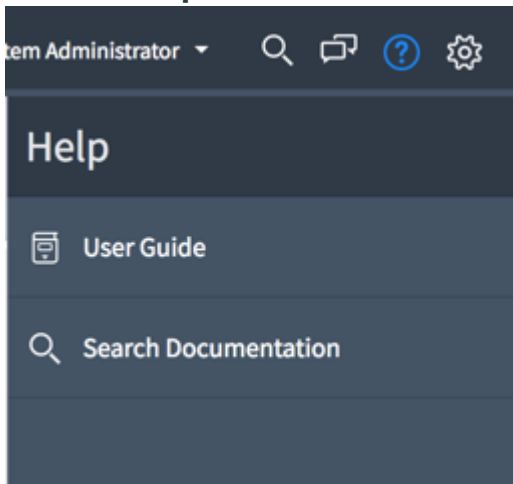 tem Administrator
Help
User Guide
Search Documentation